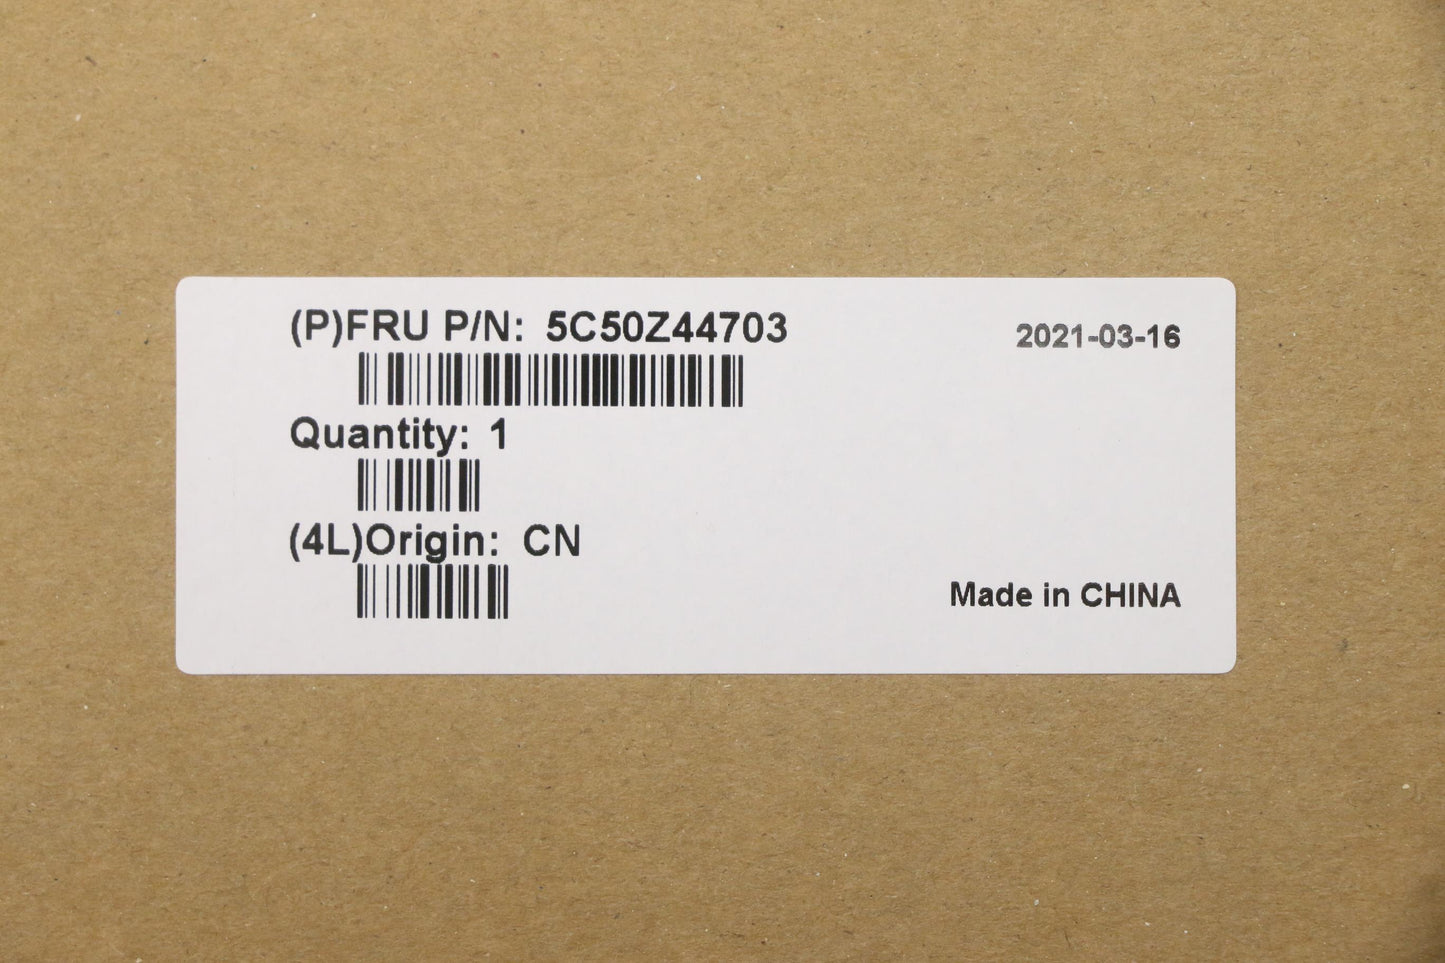 (P)FRU P/N: 5C50Z44703
2021-03-16
Quantity: 1
(4L)Origin: CN
Made in CHINA